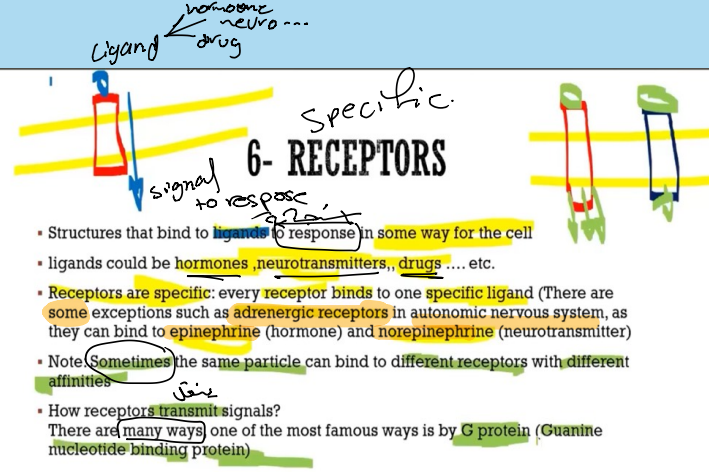 hormone
neuro ...
drug
Ligand
Specific.
6- RECEPTORS
signal
to respose
▪ Structures that bind to ligands to response in some way for the cell
▪ ligands could be hormones ,neurotransmitters,, drugs .... etc.
▪ Receptors are specific: every receptor binds to one specific ligand (There are
some exceptions such as adrenergic receptors in autonomic nervous system, as
they can bind to epinephrine (hormone) and norepinephrine (neurotransmitter)
▪ Note Sometimes the same particle can bind to different receptors with different
affinities
▪ How receptors transmit signals?
There are many ways, one of the most famous ways is by G protein (Guanine
nucleotide binding protein)